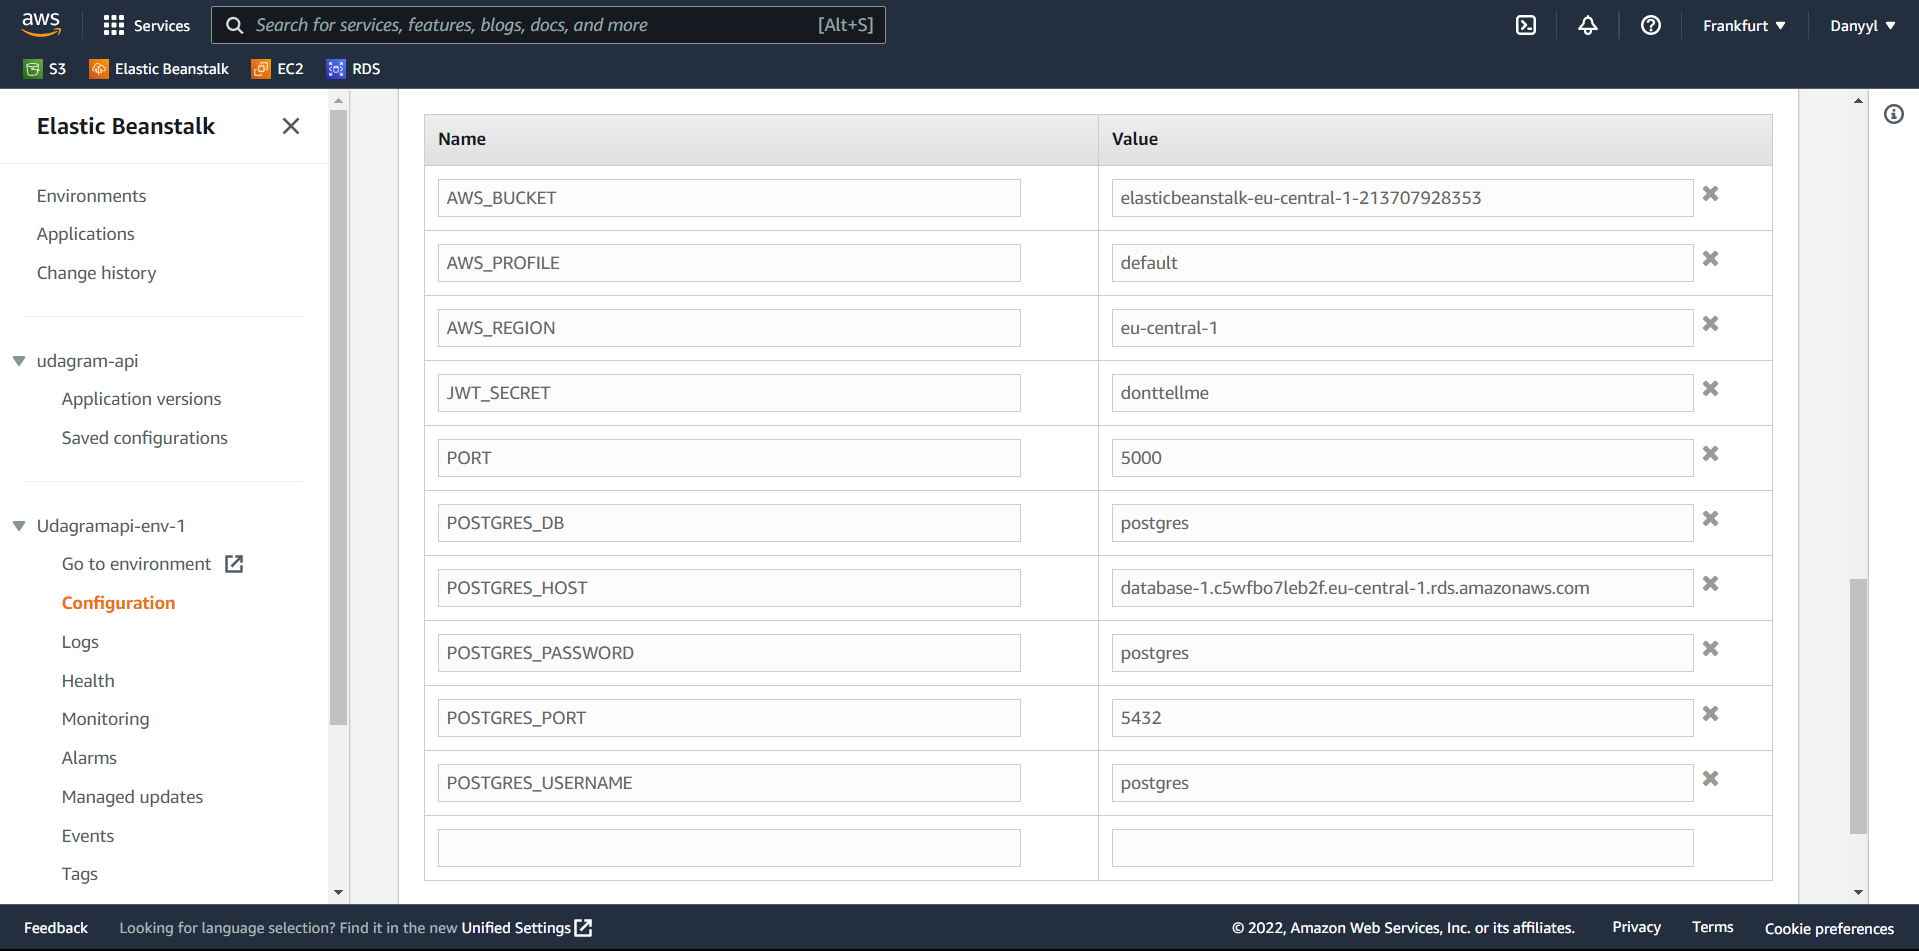 aws Services Search for services, features, blogs, docs, and more [Alt+S] Frankfurt ▼ Danyyl ▼
S3 Elastic Beanstalk EC2 RDS
Elastic Beanstalk
Environments
Applications
Change history
udagram-api
Application versions
Saved configurations
Udagramapi-env-1
Go to environment
Configuration
Logs
Health
Monitoring
Alarms
Managed updates
Events
Tags
Name Value
AWS_BUCKET elasticbeanstalk-eu-central-1-213707928353
AWS_PROFILE default
AWS_REGION eu-central-1
JWT_SECRET donttellme
PORT 5000
POSTGRES_DB postgres
POSTGRES_HOST database-1.c5wfbo7leb2f.eu-central-1.rds.amazonaws.com
POSTGRES_PASSWORD postgres
POSTGRES_PORT 5432
POSTGRES_USERNAME postgres
Feedback Looking for language selection? Find it in the new Unified Settings © 2022, Amazon Web Services, Inc. or its affiliates. Privacy Terms Cookie preferences